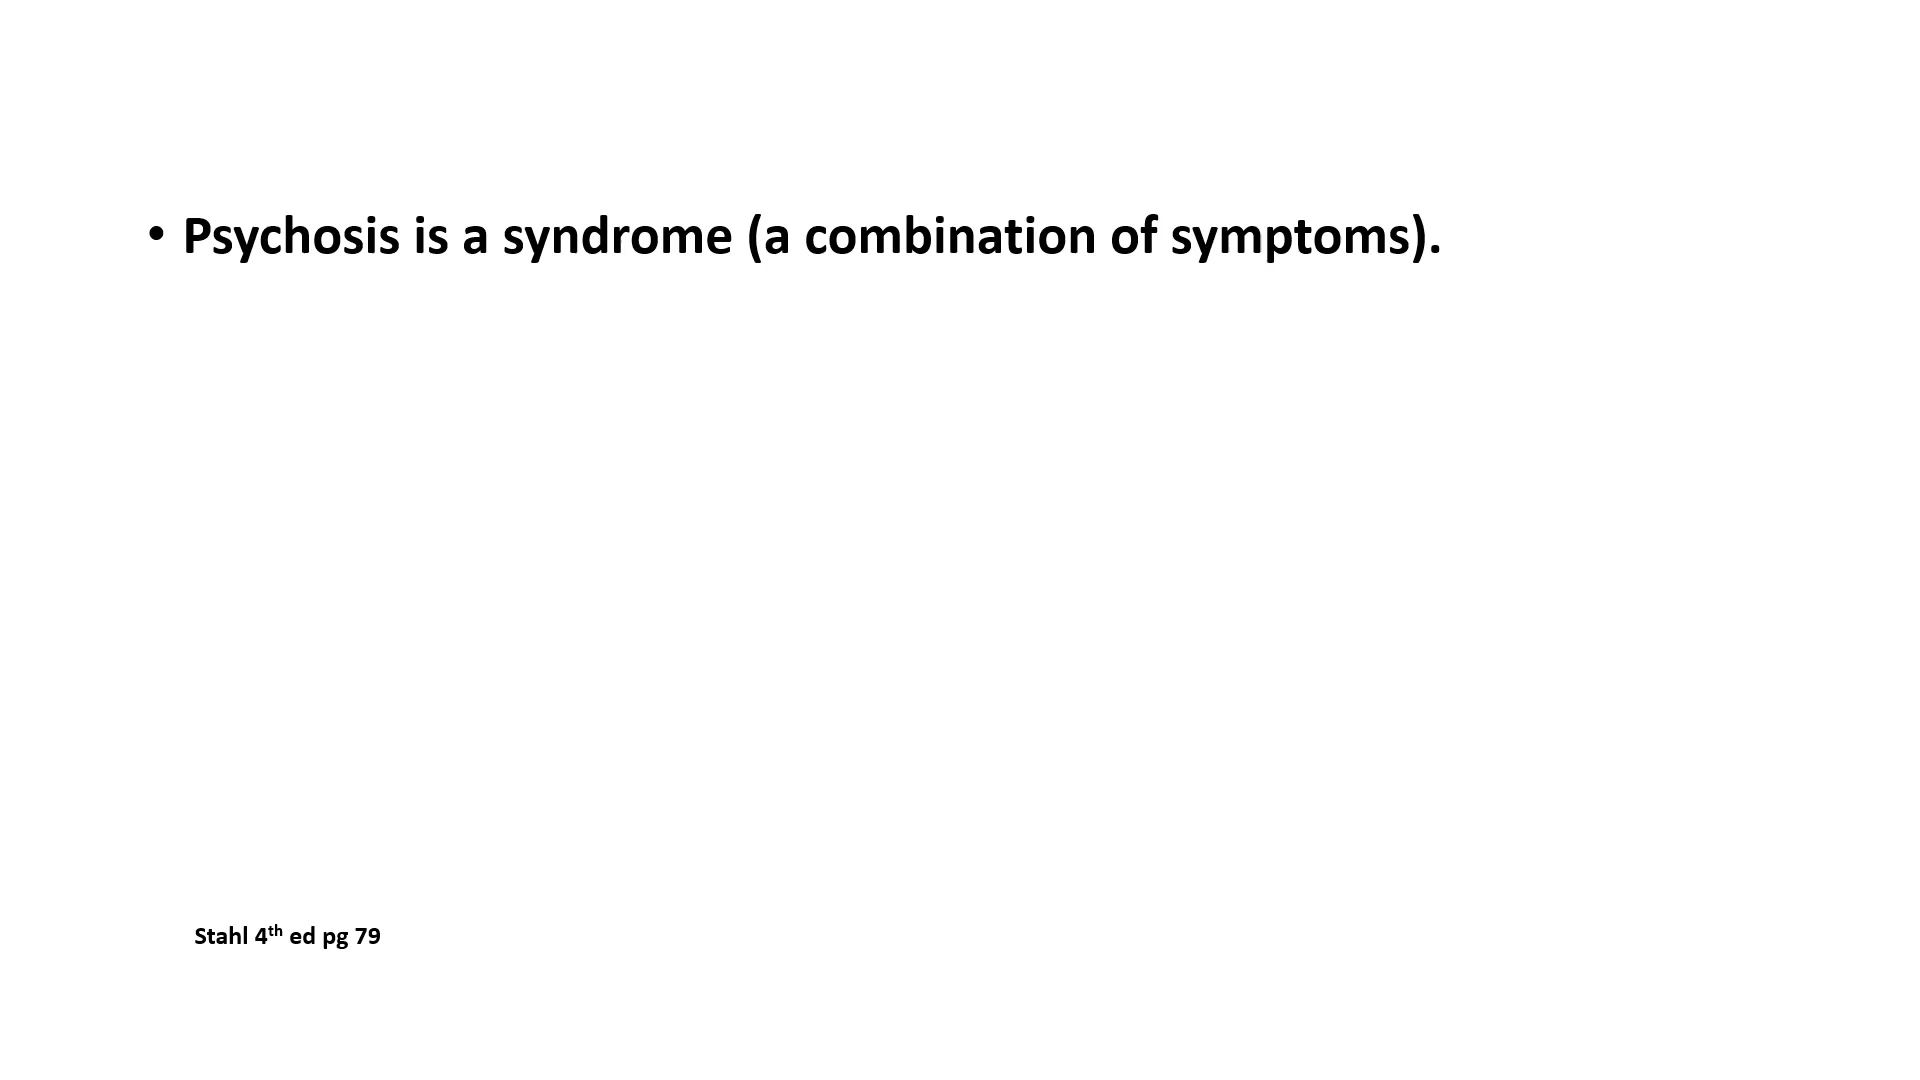 • Psychosis is a syndrome (a combination of symptoms).
Stahl 4th ed pg 79